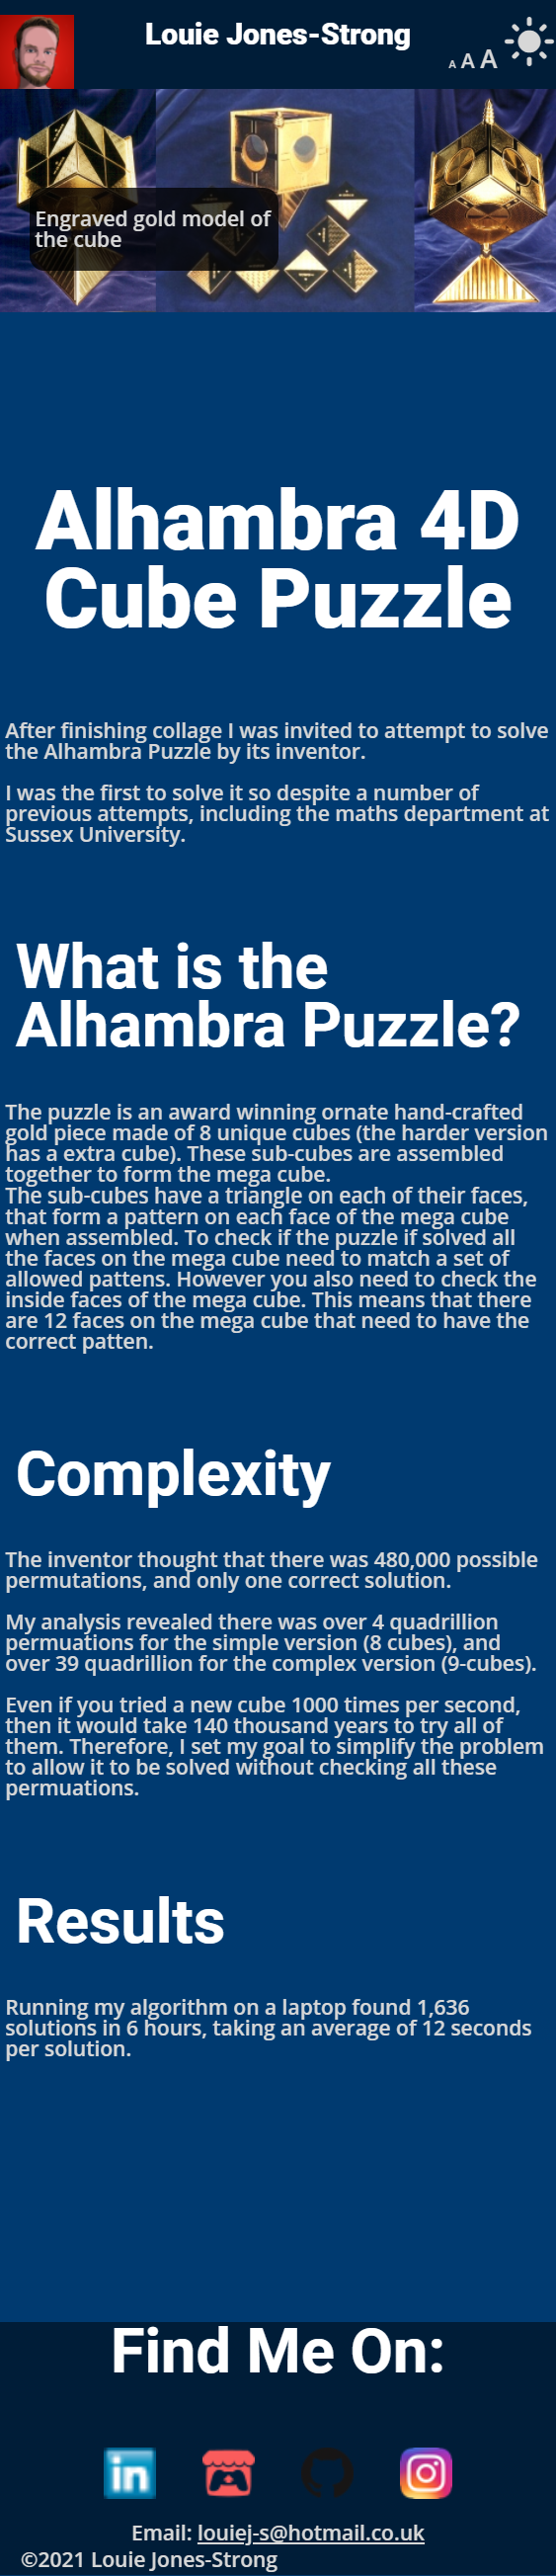 Louie Jones-Strong
A A A
Engraved gold model of
the cube
Alhambra 4D
Cube Puzzle
After finishing collage I was invited to attempt to solve
the Alhambra Puzzle by its inventor.
I was the first to solve it so despite a number of
previous attempts, including the maths department at
Sussex University.
What is the
Alhambra Puzzle?
The puzzle is an award winning ornate hand-crafted
gold piece made of 8 unique cubes (the harder version
has a extra cube). These sub-cubes are assembled
together to form the mega cube.
The sub-cubes have a triangle on each of their faces,
that form a pattern on each face of the mega cube
when assembled. To check if the puzzle if solved all
the faces on the mega cube need to match a set of
allowed pattens. However you also need to check the
inside faces of the mega cube. This means that there
are 12 faces on the mega cube that need to have the
correct patten.
Complexity
The inventor thought that there was 480,000 possible
permutations, and only one correct solution.
My analysis revealed there was over 4 quadrillion
permuations for the simple version (8 cubes), and
over 39 quadrillion for the complex version (9-cubes).
Even if you tried a new cube 1000 times per second,
then it would take 140 thousand years to try all of
them. Therefore, I set my goal to simplify the problem
to allow it to be solved without checking all these
permuations.
Results
Running my algorithm on a laptop found 1,636
solutions in 6 hours, taking an average of 12 seconds
per solution.
Find Me On:
in
Email: louiej-s@hotmail.co.uk
©2021 Louie Jones-Strong